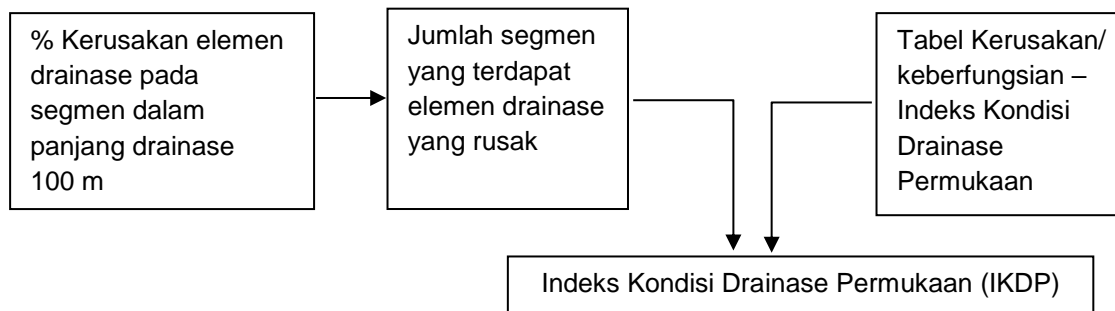 % Kerusakan elemen
drainase pada
segmen dalam
panjang drainase
100 m
Jumlah segmen
yang terdapat
elemen drainase
yang rusak
Tabel Kerusakan/
keberfungsian –
Indeks Kondisi
Drainase
Permukaan
Indeks Kondisi Drainase Permukaan (IKDP)